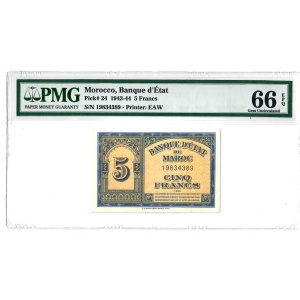 PMG
PAPER MONEY GUARANTY
Morocco, Banque d'État
Pick# 24 1943-44 5 Francs
S/N 19834389 - Printer: EAW
66 EPQ
Gem Uncirculated
BANQUE D'ETAT
DU
MAROC
19834389
5
CINQ
FRANCS